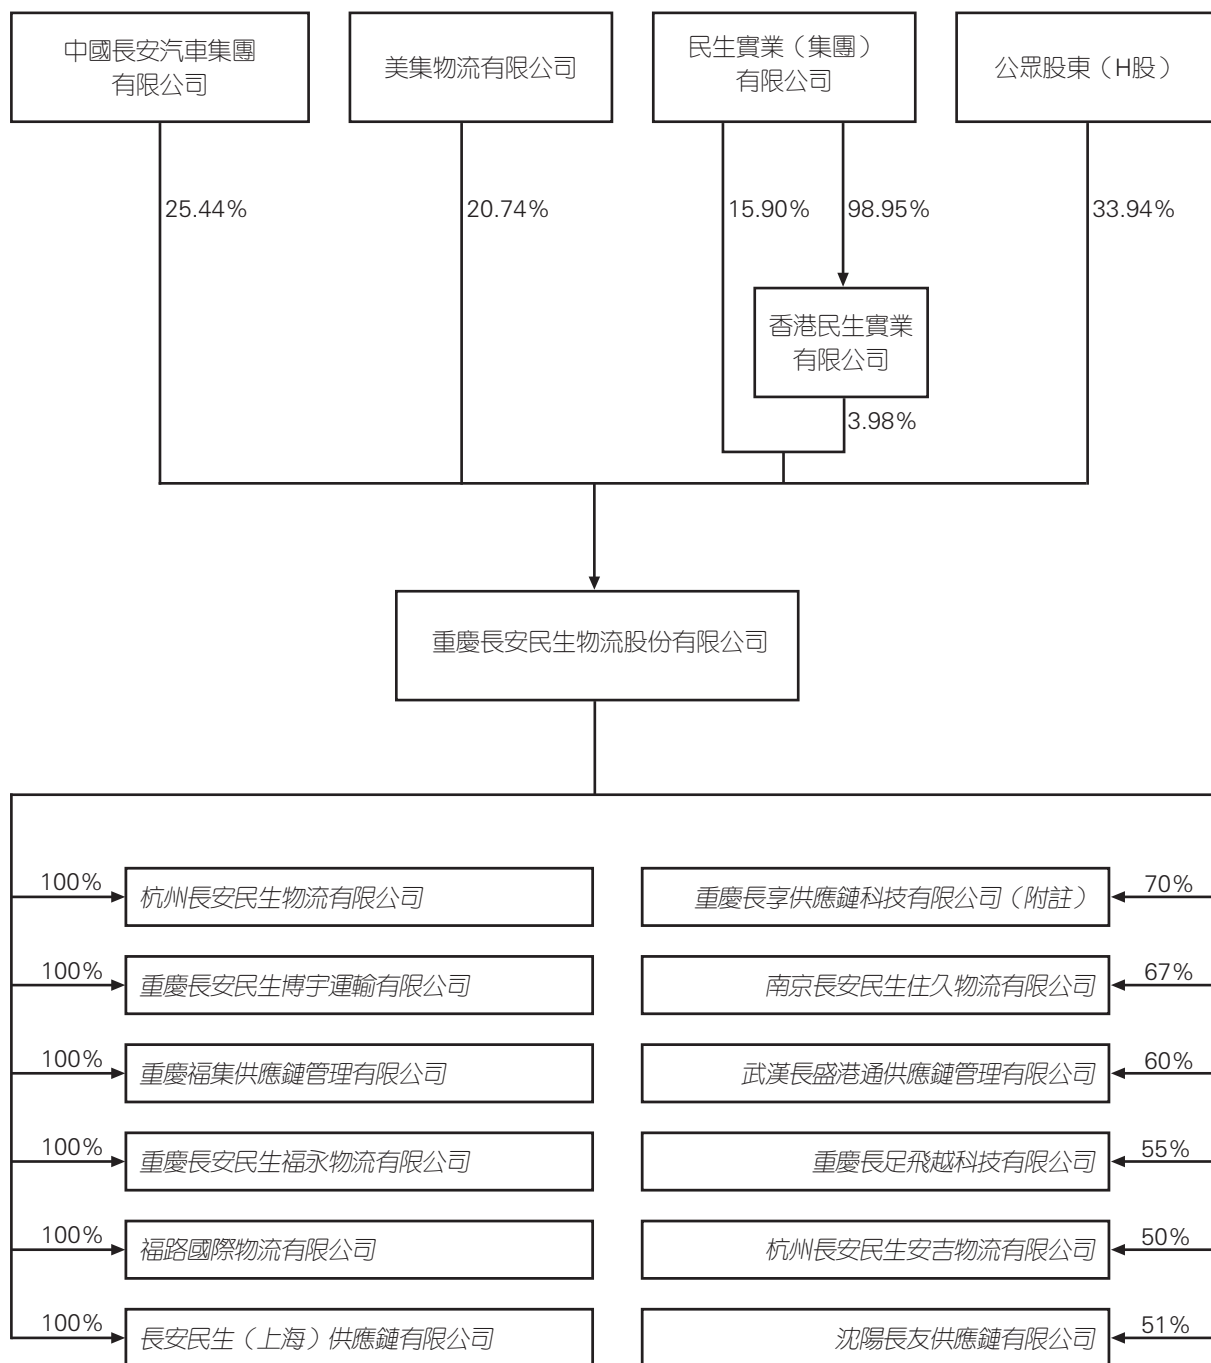 中國長安汽車集團
有限公司
美集物流有限公司
民生實業（集團）
有限公司
公眾股東（H股）
25.44%
20.74%
15.90%
98.95%
33.94%
香港民生實業
有限公司
3.98%
重慶長安民生物流股份有限公司
100%
杭州長安民生物流有限公司
重慶長享供應鏈科技有限公司（附註）
70%
100%
重慶長安民生博宇運輸有限公司
南京長安民生住久物流有限公司
67%
100%
重慶福集供應鏈管理有限公司
武漢長盛港通供應鏈管理有限公司
60%
100%
重慶長安民生福永物流有限公司
重慶長足飛越科技有限公司
55%
100%
福路國際物流有限公司
杭州長安民生安吉物流有限公司
50%
100%
長安民生（上海）供應鏈有限公司
沈陽長友供應鏈有限公司
51%